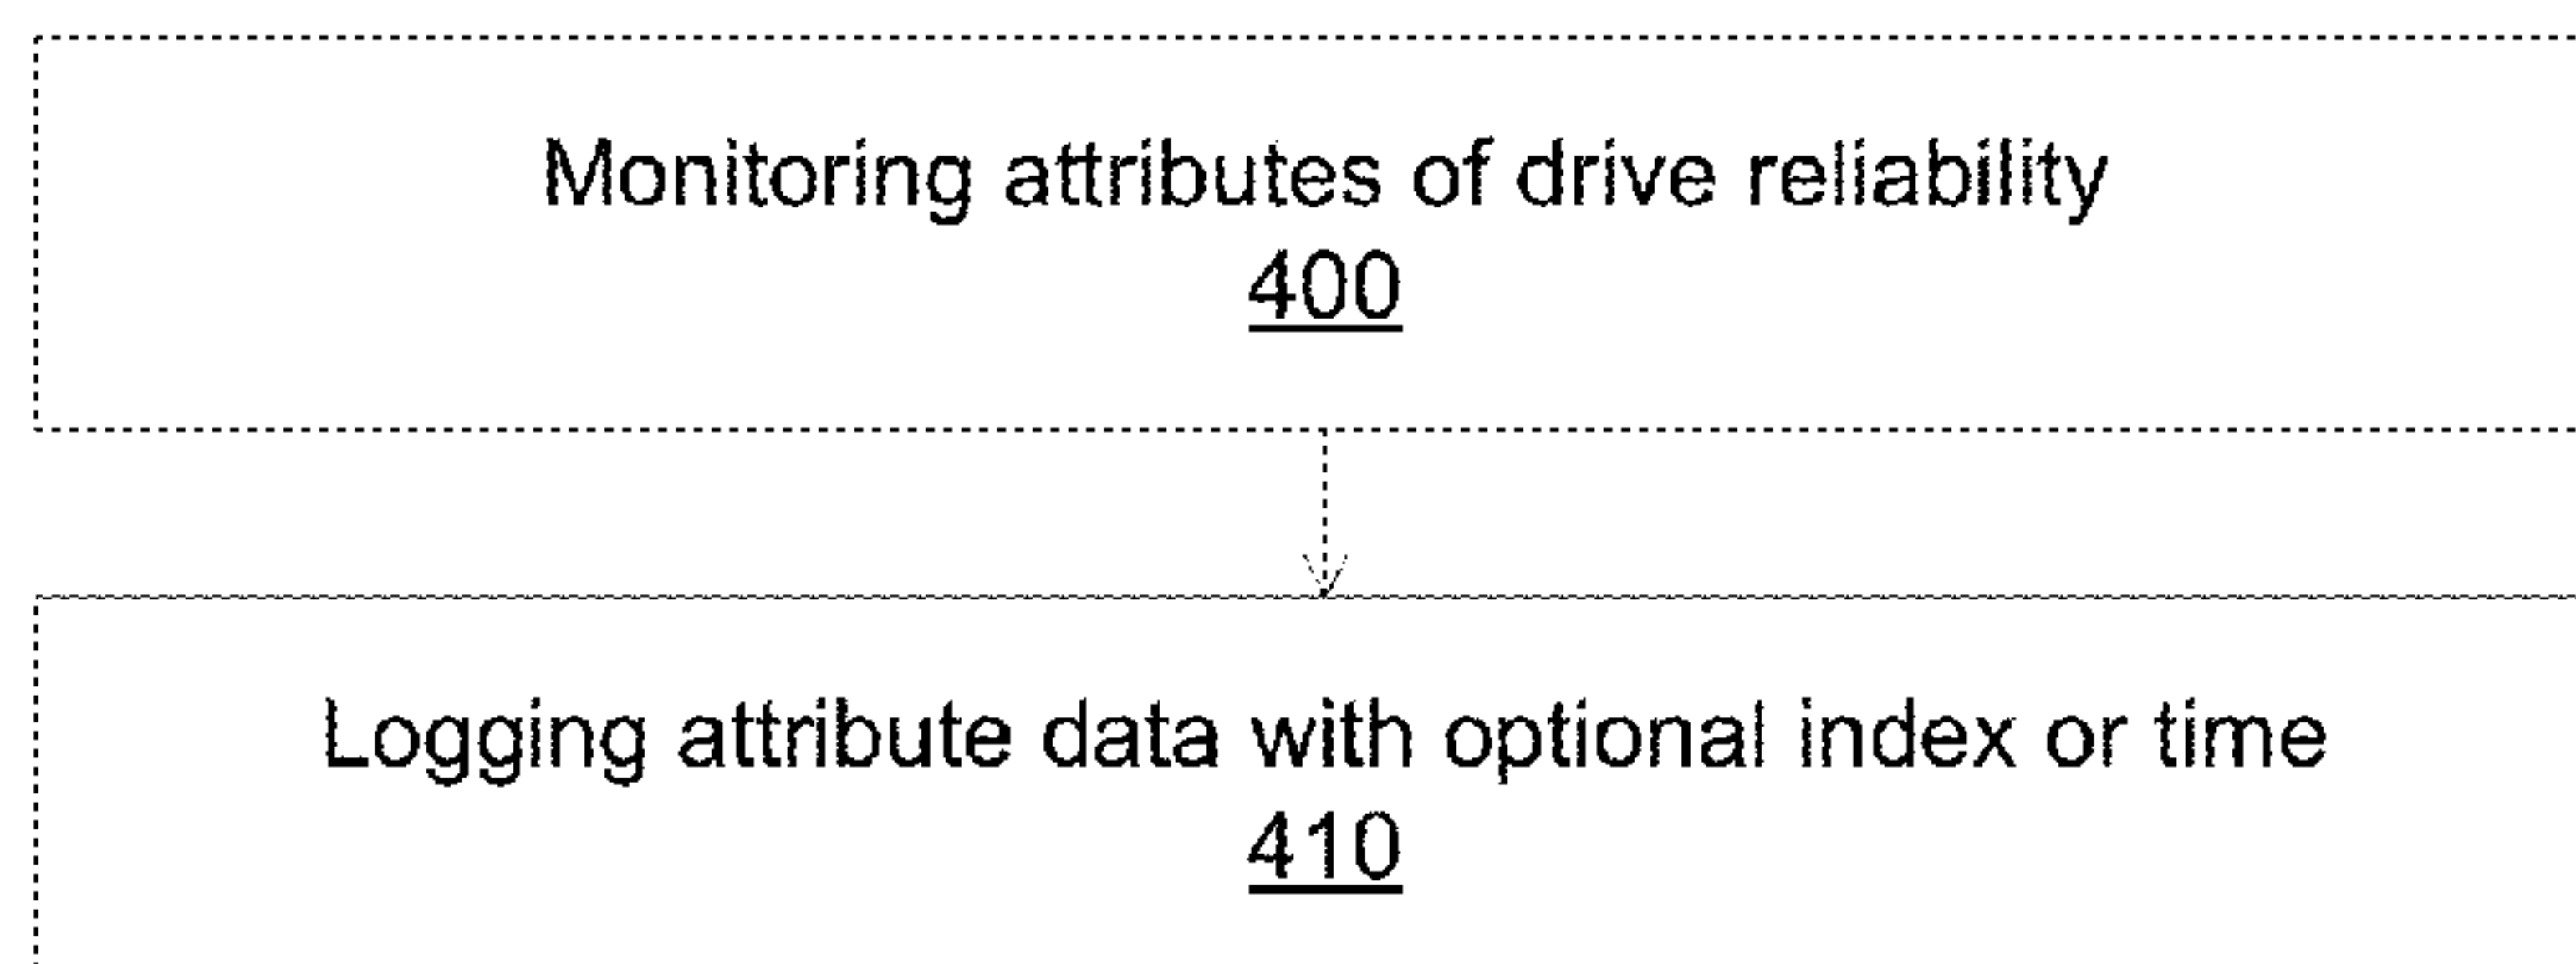 Monitoring attributes of drive reliability
400
Logging attribute data with optional index or time
410